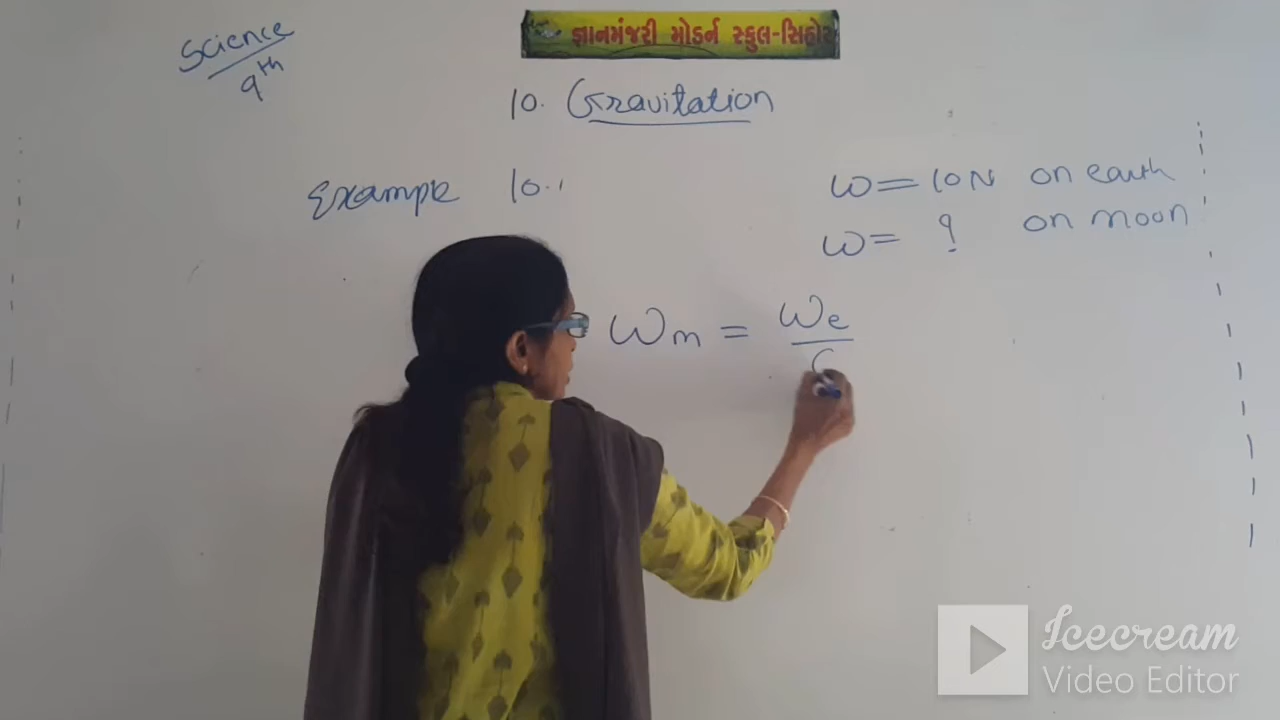 જ્ઞાનમંજરી મોડર્ન સ્કુલ-સિહોર
Science
9th
10. Gravitation
Example 10.
W = 10N on earth
W = ? on moon
Wm = We
Icecream
Video Editor